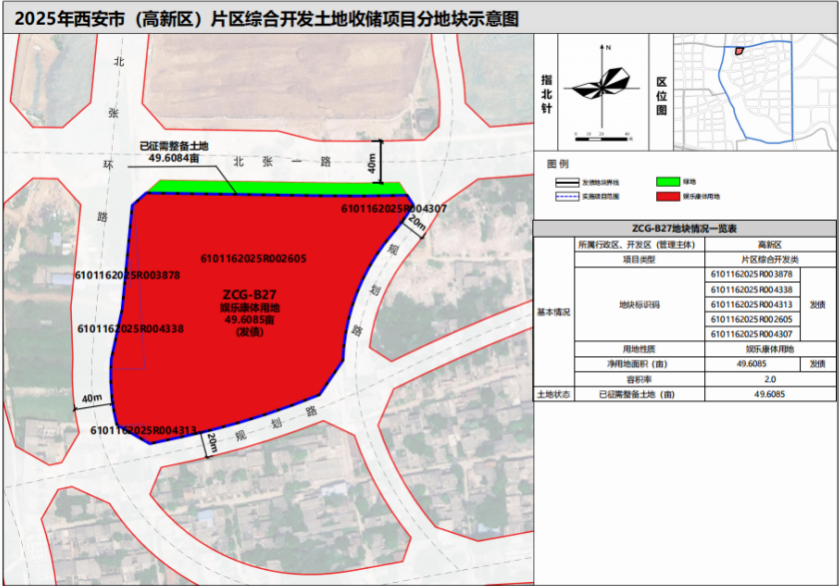 2025年西安市（高新区）片区综合开发土地收储项目分地块示意图
北
张
环
路
已征需整备土地
49.6084亩
北 张 一 路
40m
6101162025R004307
20m
规
划
路
6101162025R002605
6101162025R003878
ZCG-B27
娱乐康体用地
49.6085亩
(发债)
6101162025R004338
40m
6101162025R004313
20m
规 划 路
指北针
N
区位图
图 例
发债地块界线
绿地
实施项目范围
娱乐康体用地
ZCG-B27地块情况一览表
基本情况
所属行政区、开发区（管理主体） 高新区
项目类型 片区综合开发类
地块标识码
6101162025R003878
6101162025R004338
6101162025R004313
6101162025R002605
6101162025R004307
发债
用地性质 娱乐康体用地
净用地面积（亩） 49.6085 发债
容积率 2.0
土地状态 已征需整备土地（亩） 49.6085